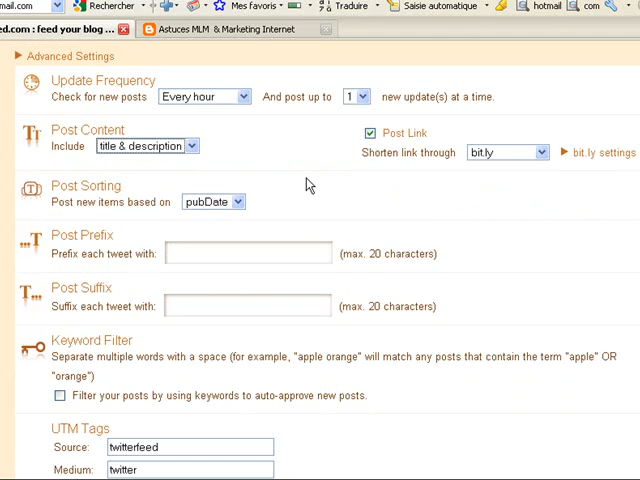 mail.com Rechercher Mes favoris Traduire Saisie automatique hotmail com
ed.com : feed your blog ... Astuces MLM & Marketing Internet
Advanced Settings
Update Frequency
Check for new posts Every hour And post up to 1 new update(s) at a time.
Post Content
Post Link
Include title & description
Shorten link through bit.ly bit.ly settings
Post Sorting
Post new items based on pubDate
Post Prefix
Prefix each tweet with: (max. 20 characters)
Post Suffix
Suffix each tweet with: (max. 20 characters)
Keyword Filter
Separate multiple words with a space (for example, "apple orange" will match any posts that contain the term "apple" OR
"orange")
Filter your posts by using keywords to auto-approve new posts.
UTM Tags
Source: twitterfeed
Medium: twitter